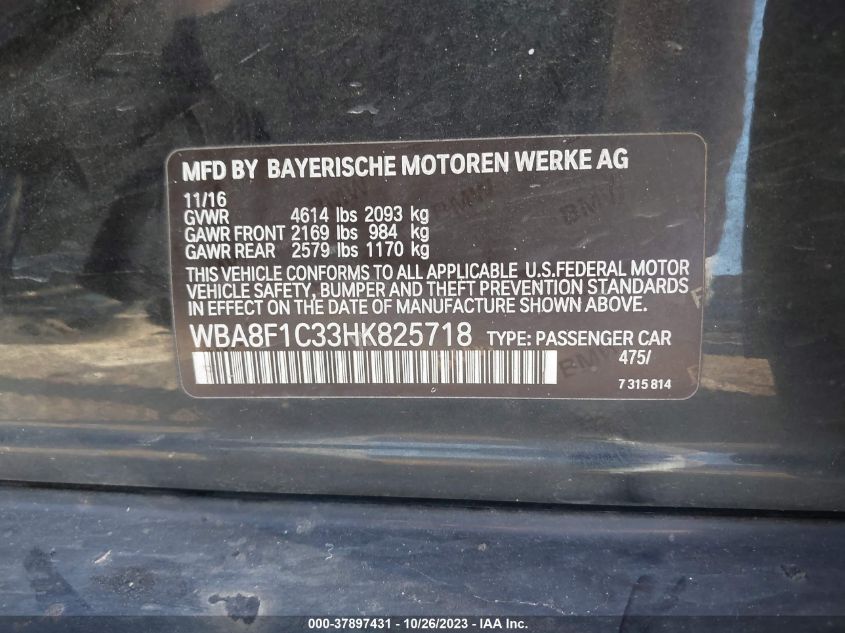 MFD BY BAYERISCHE MOTOREN WERKE AG
11/16
GVWR 4614 lbs 2093 kg
GAWR FRONT 2169 lbs 984 kg
GAWR REAR 2579 lbs 1170 kg
THIS VEHICLE CONFORMS TO ALL APPLICABLE U.S.FEDERAL MOTOR
VEHICLE SAFETY, BUMPER AND THEFT PREVENTION STANDARDS
IN EFFECT ON THE DATE OF MANUFACTURE SHOWN ABOVE.
WBA8F1C33HK825718 TYPE: PASSENGER CAR
475/
7 315 814
000-37897431 - 10/26/2023 - IAA Inc.